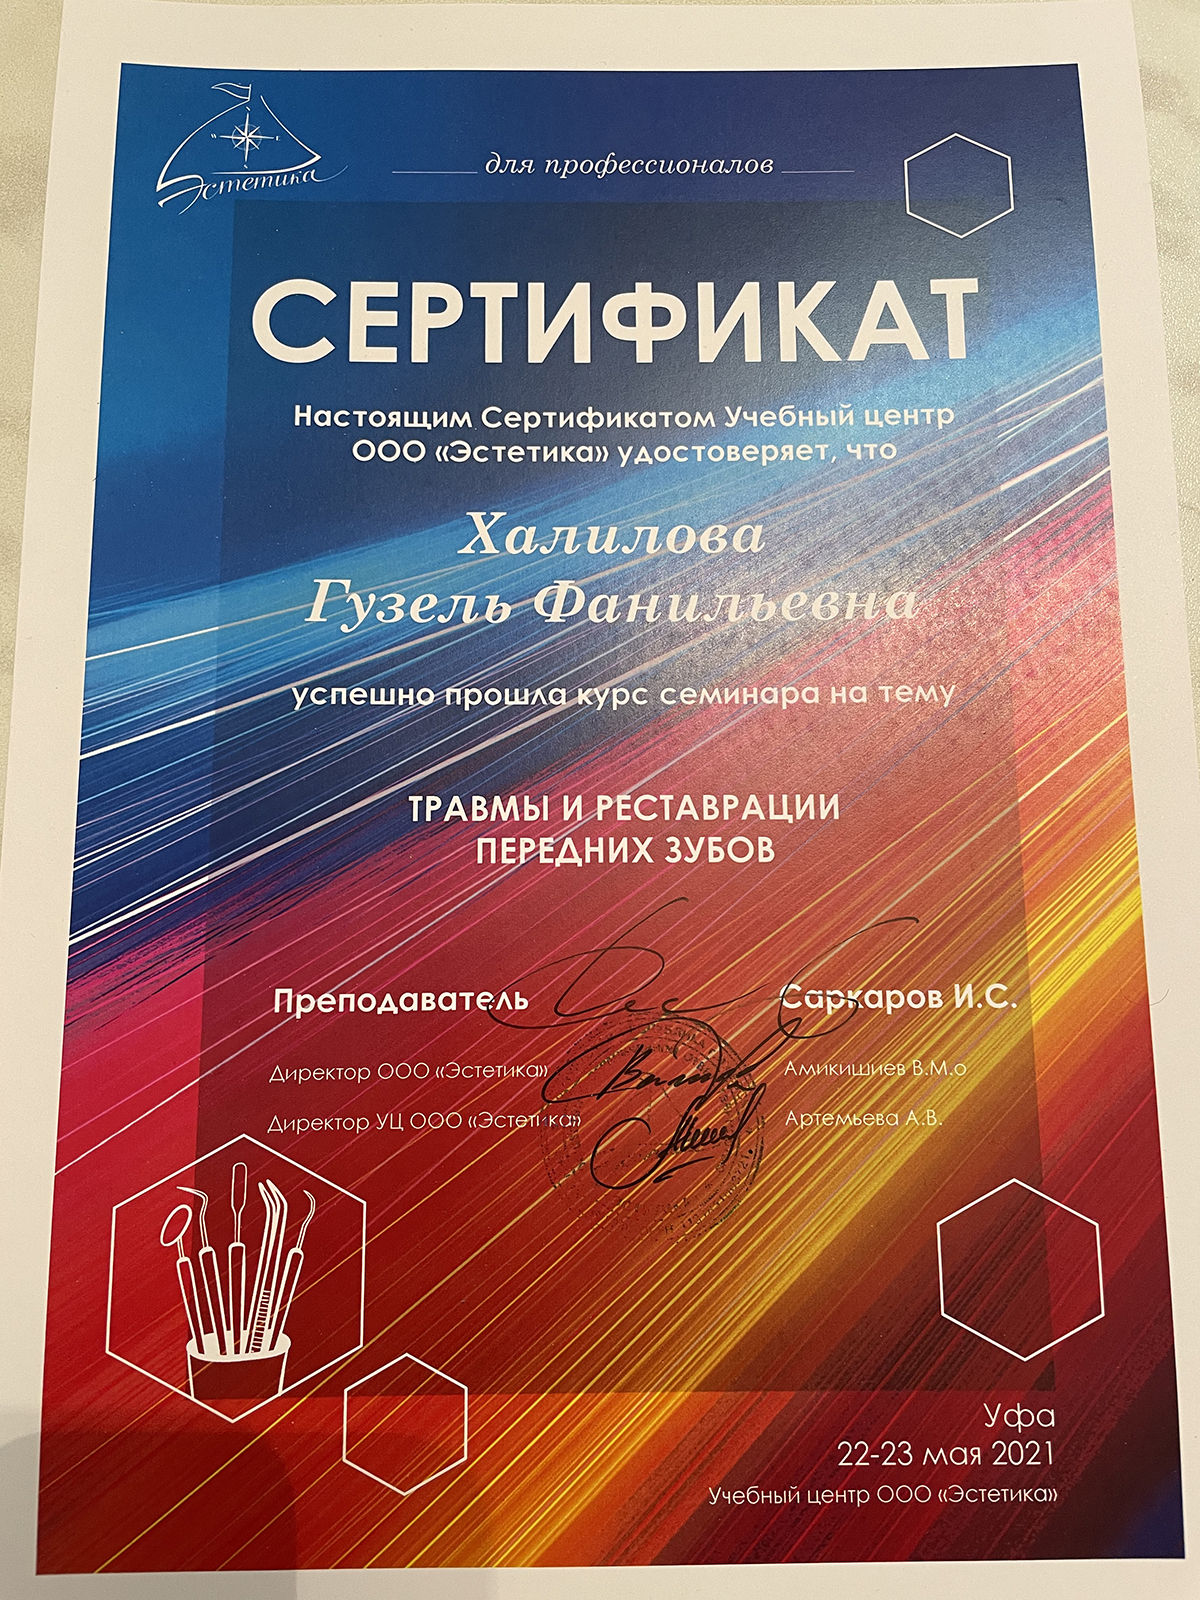 Эстетика
для профессионалов
СЕРТИФИКАТ
Настоящим Сертификатом Учебный центр
ООО «Эстетика» удостоверяет, что
Халилова
Гузель Фанильевна
успешно прошла курс семинара на тему
ТРАВМЫ И РЕСТАВРАЦИИ
ПЕРЕДНИХ ЗУБОВ
Преподаватель Саркаров И.С.
Директор ООО «Эстетика» Амикишиев В.М.о
Директор УЦ ООО «Эстетика» Артемьева А.В.
Уфа
22-23 мая 2021
Учебный центр ООО «Эстетика»